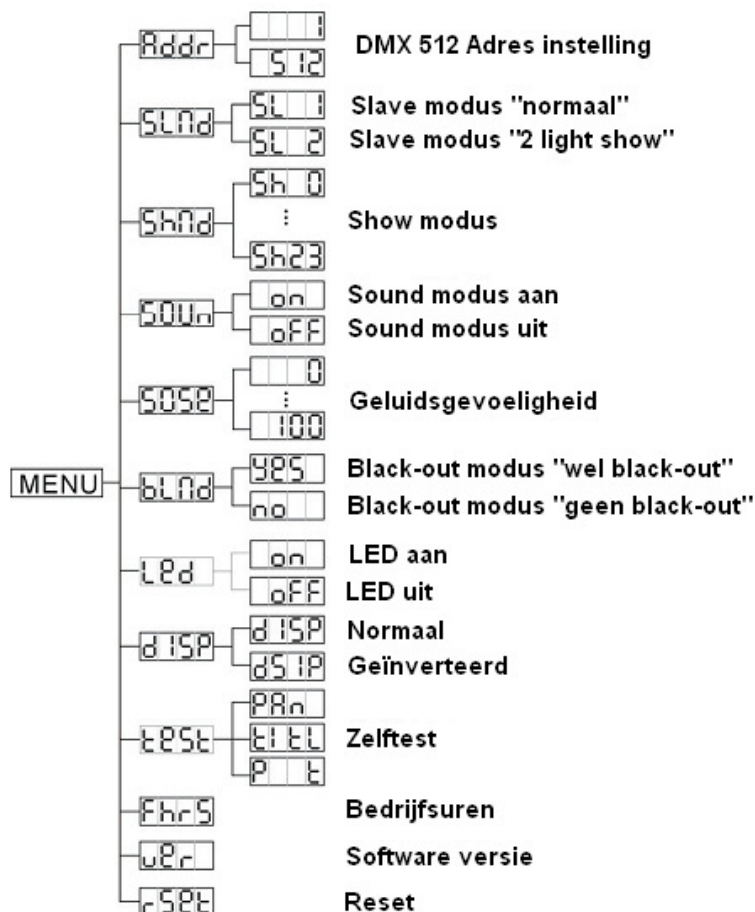 Addr
1
512
DMX 512 Adres instelling
SLMd
SL 1
Slave modus "normaal"
SL 2
Slave modus "2 light show"
ShMd
Sh 0
⋮
Sh23
Show modus
SOUn
on
Sound modus aan
oFF
Sound modus uit
SOSe
0
⋮
100
Geluidsgevoeligheid
MENU
bLMd
yes
Black-out modus "wel black-out"
no
Black-out modus "geen black-out"
Led
on
LED aan
oFF
LED uit
dISP
dISP
Normaal
dSIP
Geïnverteerd
test
PAn
tItL
P t
Zelftest
FhrS
Bedrijfsuren
ver
Software versie
rSet
Reset